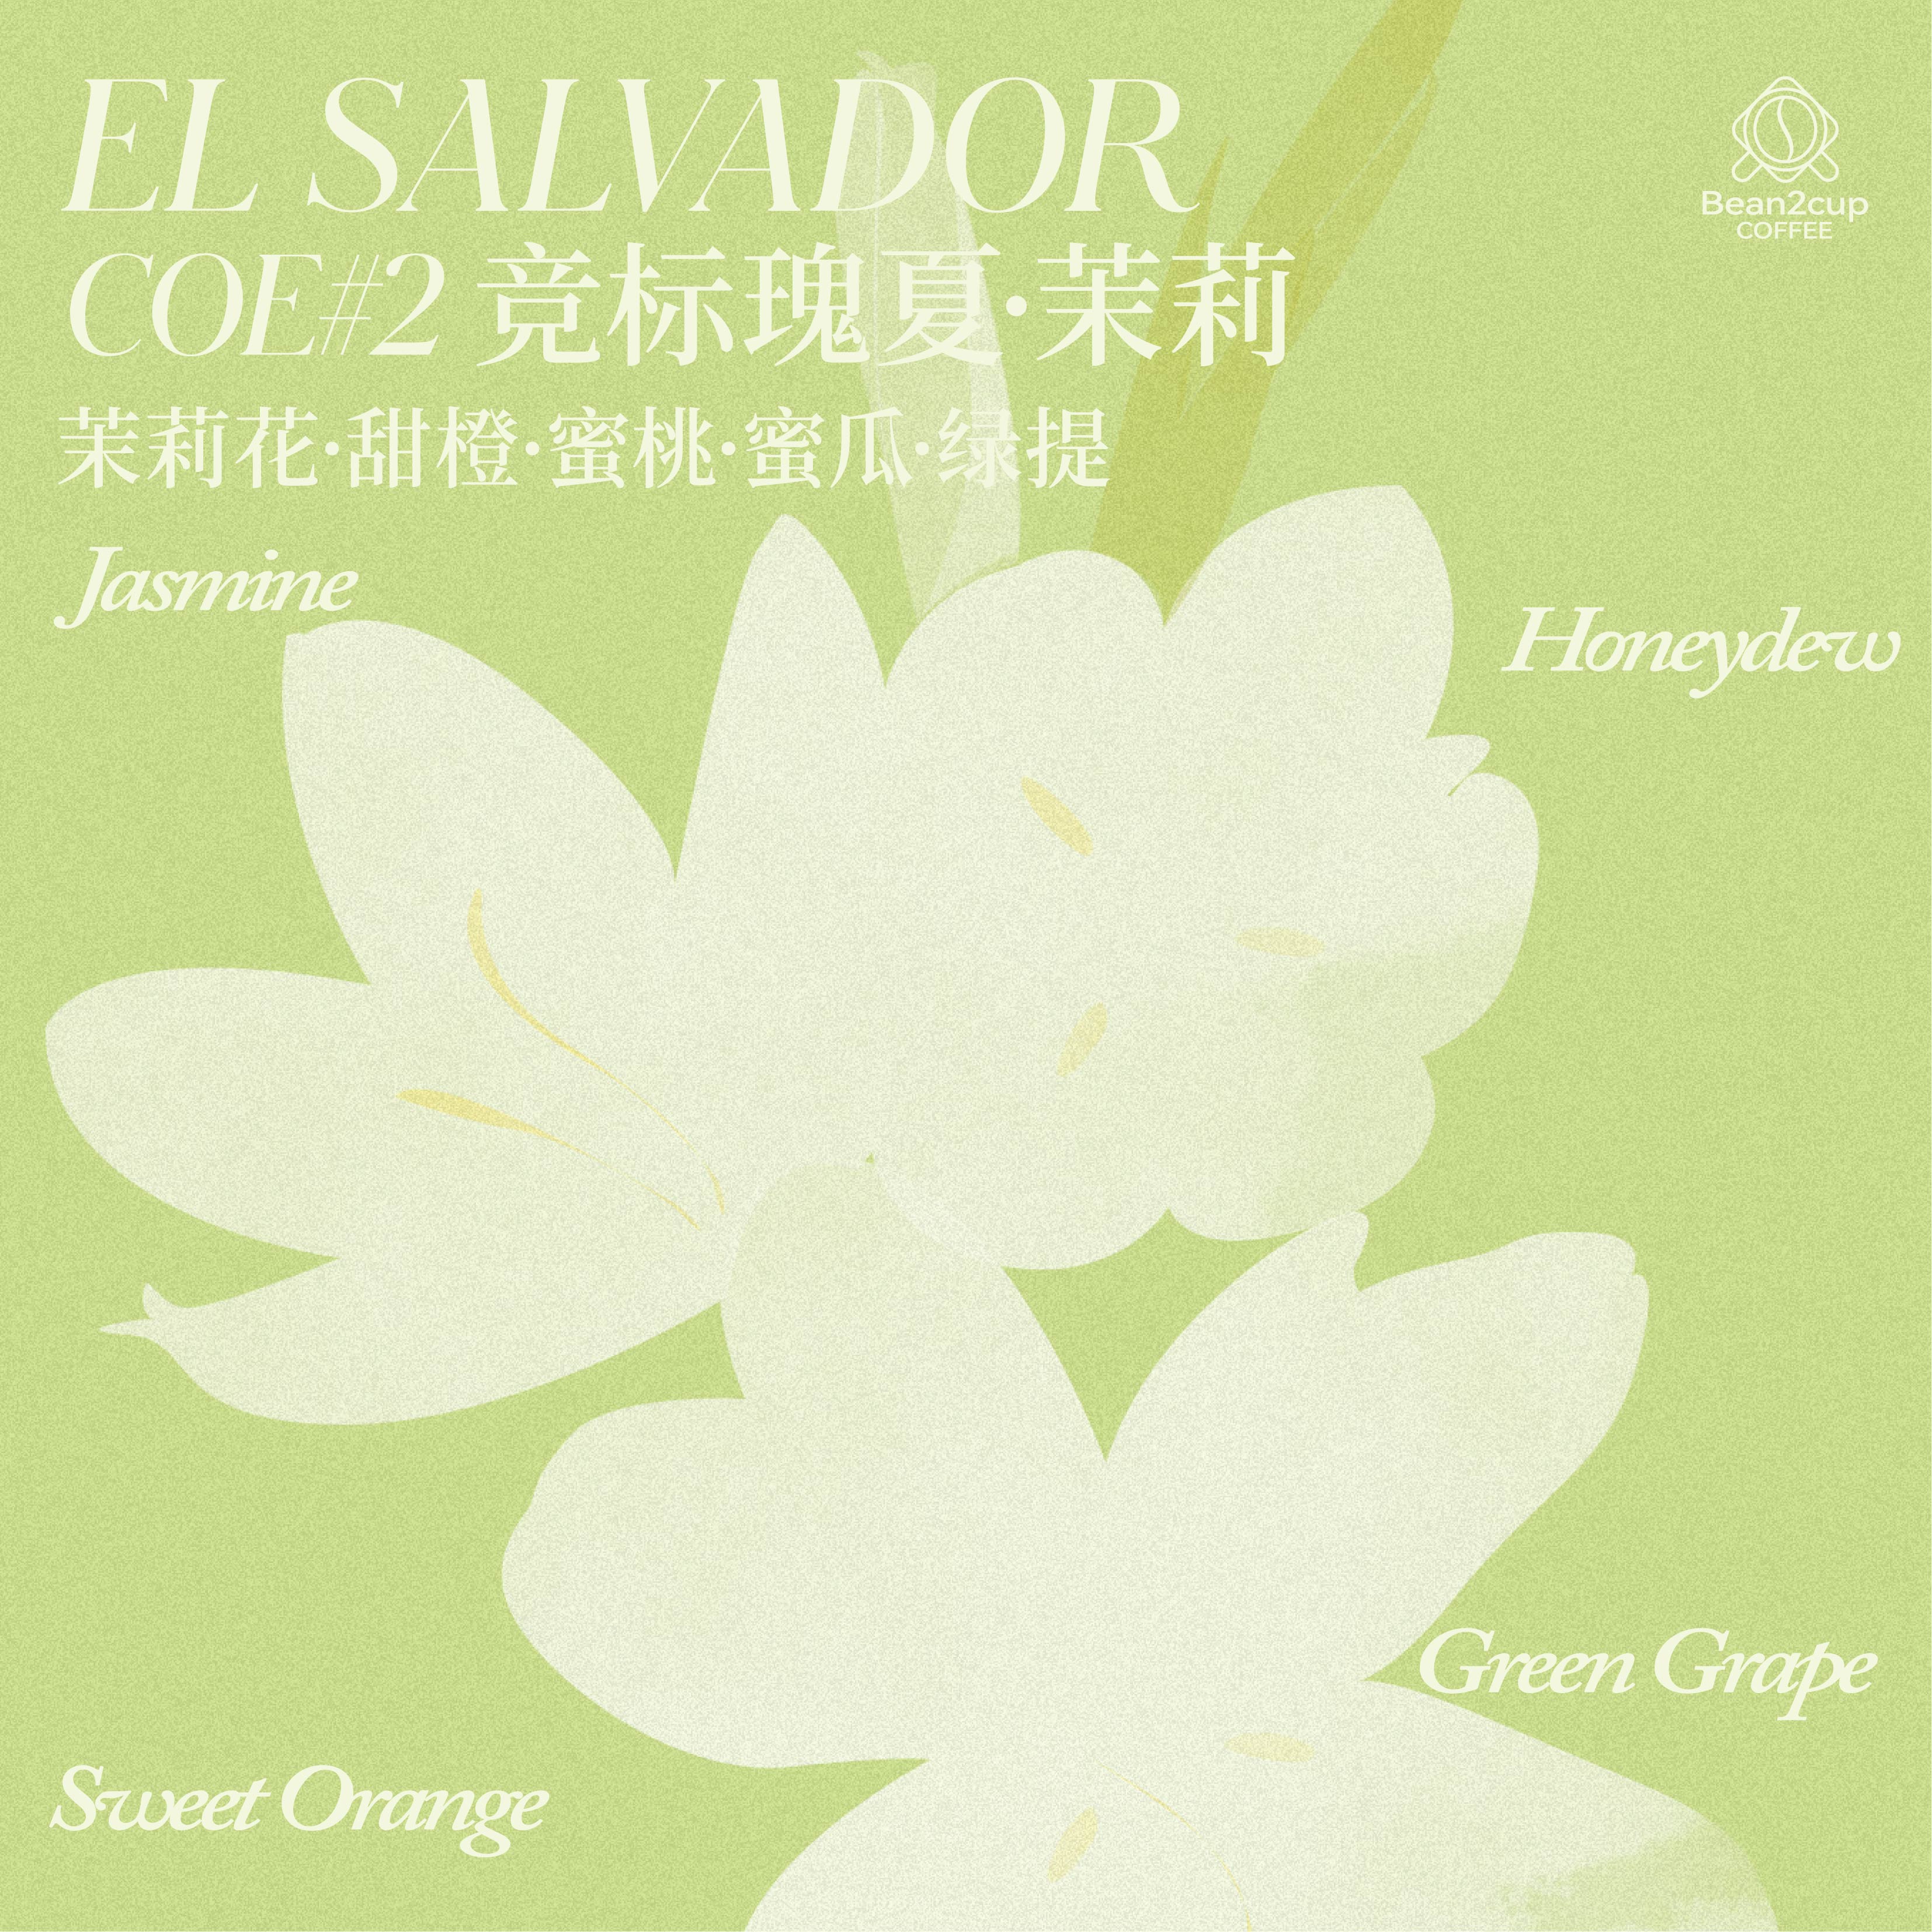 EL SALVADOR
Bean2cup
COFFEE
COE#2 竞标瑰夏·茉莉
茉莉花·甜橙·蜜桃·蜜瓜·绿提
Jasmine
Honeydew
Green Grape
Sweet Orange